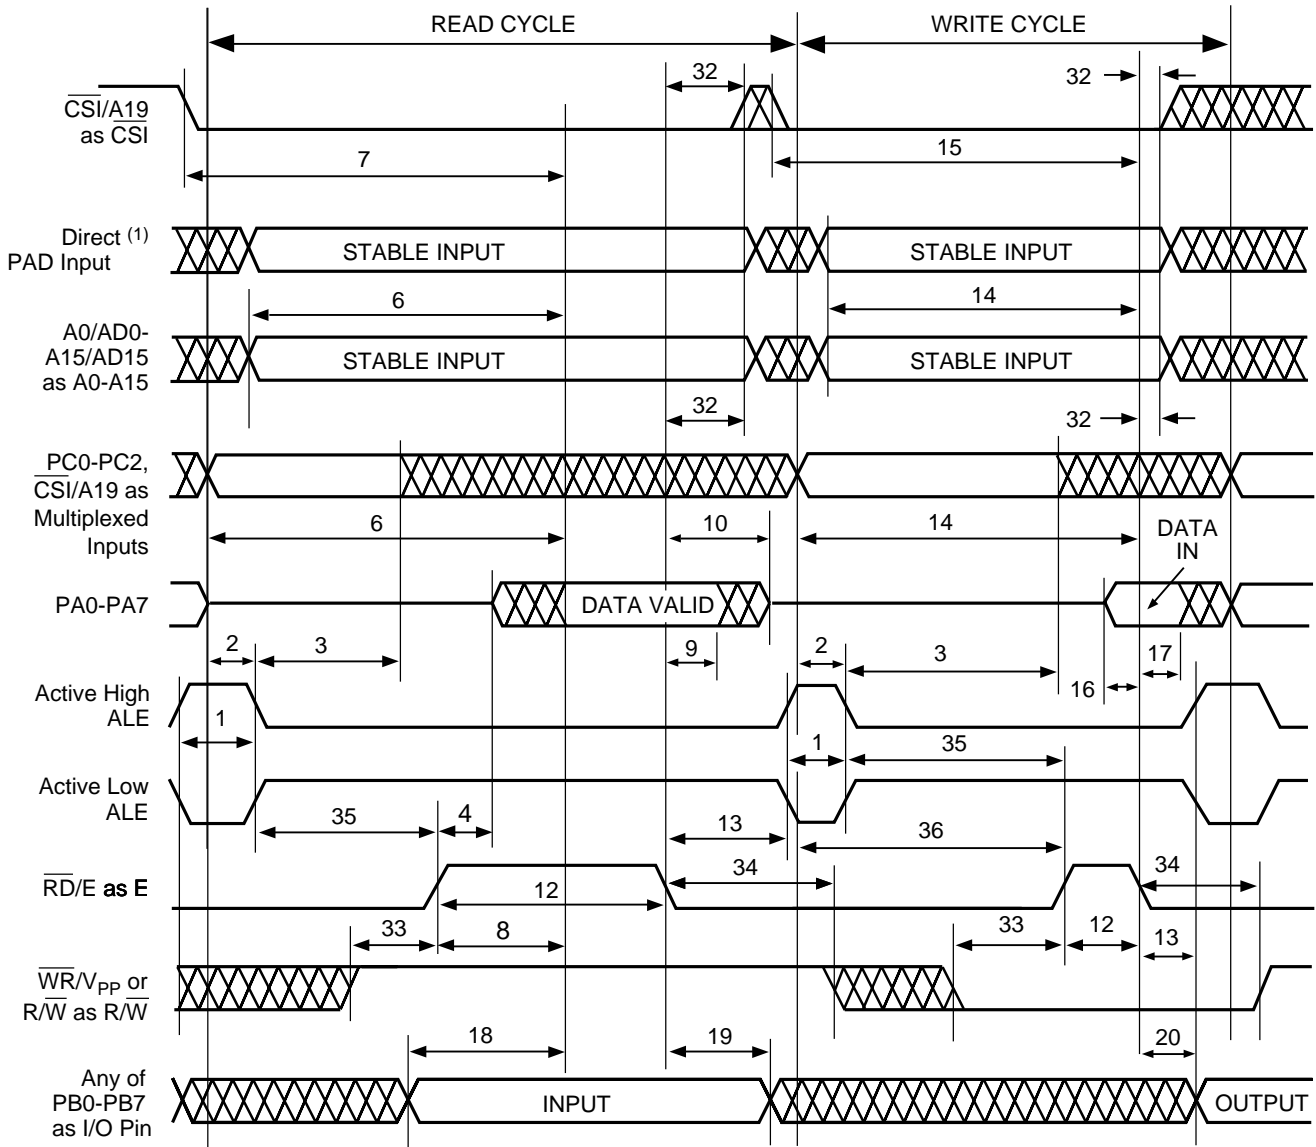 READ CYCLE
WRITE CYCLE
32
32
CSI/A19
as CSI
7
15
Direct (1)
PAD Input
STABLE INPUT
STABLE INPUT
6
14
A0/AD0-
A15/AD15
as A0-A15
STABLE INPUT
STABLE INPUT
32
32
PC0-PC2,
CSI/A19 as
Multiplexed
Inputs
6
10
14
DATA
IN
PA0-PA7
DATA VALID
2
3
9
2
3
17
16
Active High
ALE
1
1
35
Active Low
ALE
35
4
13
36
RD/E as E
12
34
34
33
8
33
12
13
WR/VPP or
R/W as R/W
18
19
20
Any of
PB0-PB7
as I/O Pin
INPUT
OUTPUT